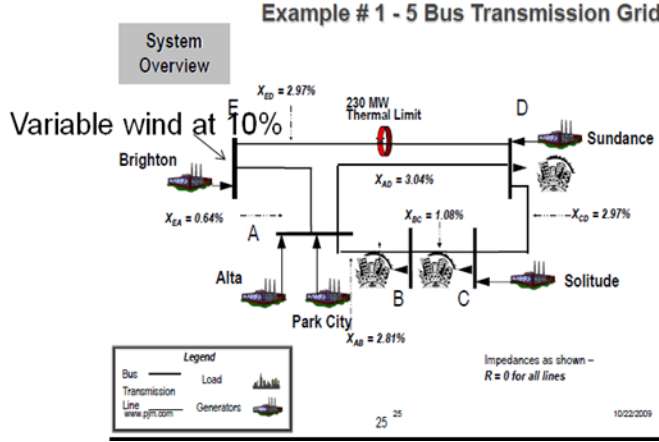 Example # 1 - 5 Bus Transmission Grid
System
Overview
X_ED = 2.97%
E
230 MW
Thermal Limit
D
Variable wind at 10%
Sundance
Brighton
X_AD = 3.04%
X_EA = 0.64%
X_BC = 1.08%
X_CD = 2.97%
A
Alta
B
C
Solitude
Park City
X_AB = 2.81%
Legend
Bus
Load
Transmission
Line
Generators
www.pjm.com
Impedances as shown –
R = 0 for all lines
25
25
10/22/2009